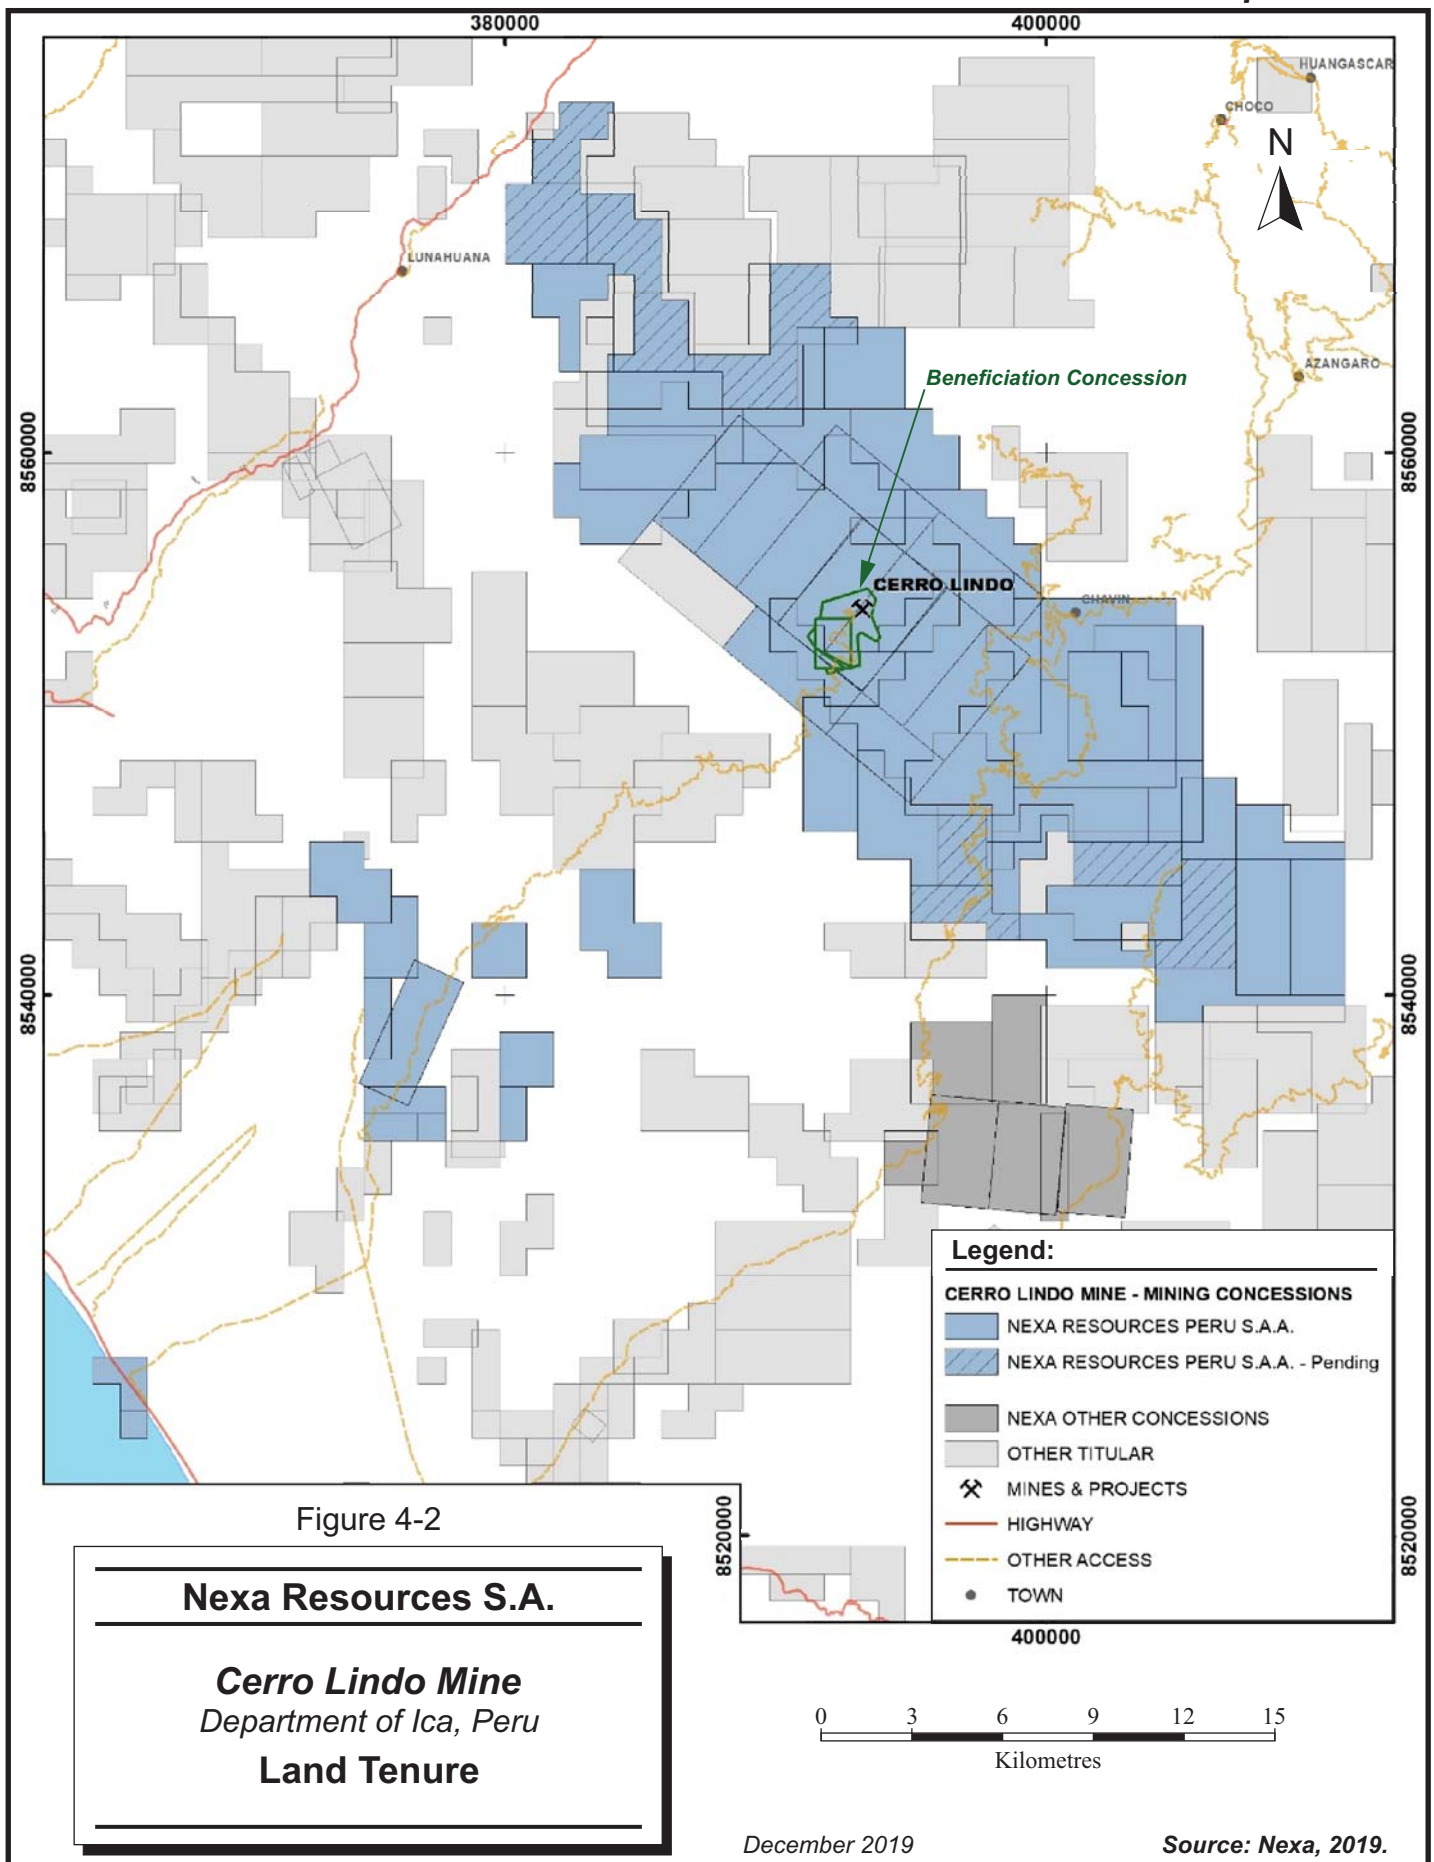 380000
400000
HUANGASCAR
CHOCO
N
LUNAHUANA
AZANGARO
Beneficiation Concession
8560000
8560000
CERRO LINDO
CHAVIN
8540000
8540000
Legend:
CERRO LINDO MINE - MINING CONCESSIONS
NEXA RESOURCES PERU S.A.A.
NEXA RESOURCES PERU S.A.A. - Pending
NEXA OTHER CONCESSIONS
OTHER TITULAR
MINES & PROJECTS
HIGHWAY
OTHER ACCESS
TOWN
8520000
8520000
400000
Figure 4-2
Nexa Resources S.A.
Cerro Lindo Mine
Department of Ica, Peru
Land Tenure
0 3 6 9 12 15
Kilometres
December 2019
Source: Nexa, 2019.